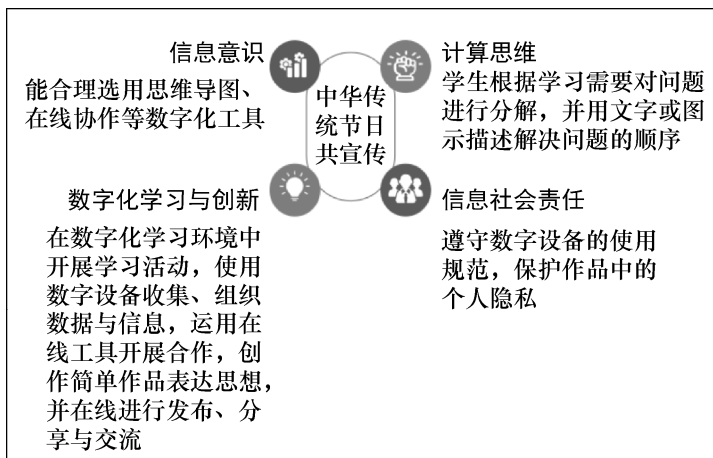 信息意识
能合理选用思维导图、
在线协作等数字化工具
计算思维
学生根据学习需要对问题
进行分解，并用文字或图
示描述解决问题的顺序
中华传
统节日
共宣传
数字化学习与创新
在数字化学习环境中
开展学习活动，使用
数字设备收集、组织
数据与信息，运用在
线工具开展合作，创
作简单作品表达思想，
并在线进行发布、分
享与交流
信息社会责任
遵守数字设备的使用
规范，保护作品中的
个人隐私